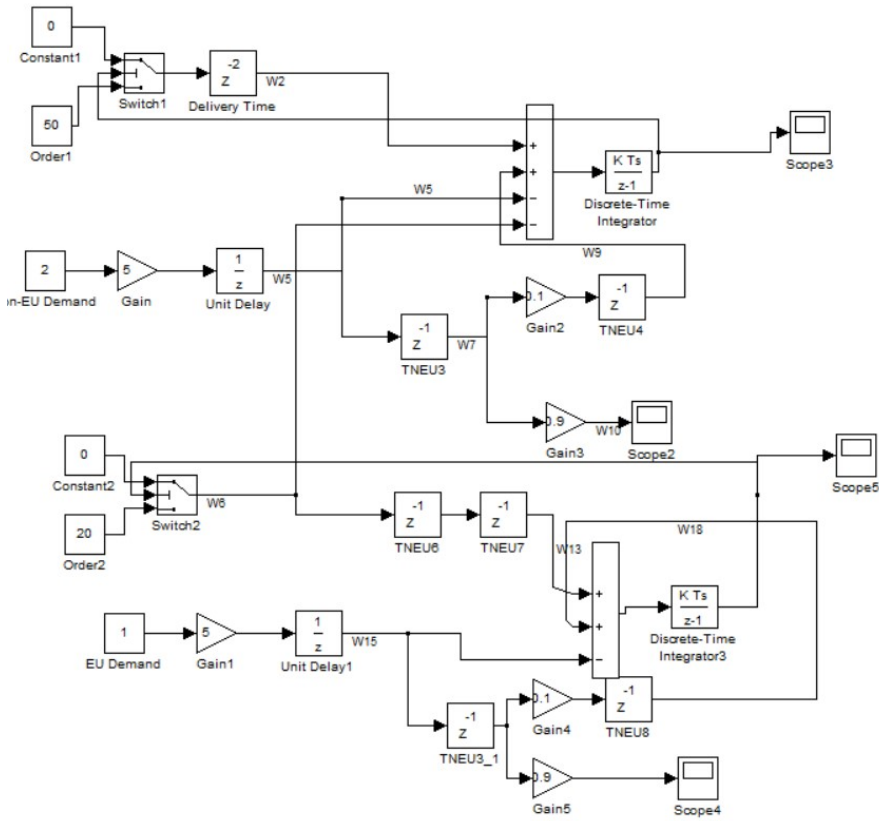 0
Constant1
Switch1
-2
Z
Delivery Time
W2
50
Order1
+
+
−
−
K Ts
z-1
Discrete-Time
Integrator
Scope3
W5
W9
2
n-EU Demand
5
Gain
1
z
Unit Delay
W5
-1
Z
TNEU3
W7
0.1
Gain2
-1
Z
TNEU4
0.9
Gain3
W10
Scope2
0
Constant2
Switch2
W6
20
Order2
-1
Z
TNEU6
-1
Z
TNEU7
W13
W18
Scope5
+
+
−
K Ts
z-1
Discrete-Time
Integrator3
1
EU Demand
5
Gain1
1
z
Unit Delay1
W15
-1
Z
TNEU3_1
0.1
Gain4
-1
Z
TNEU8
0.9
Gain5
Scope4